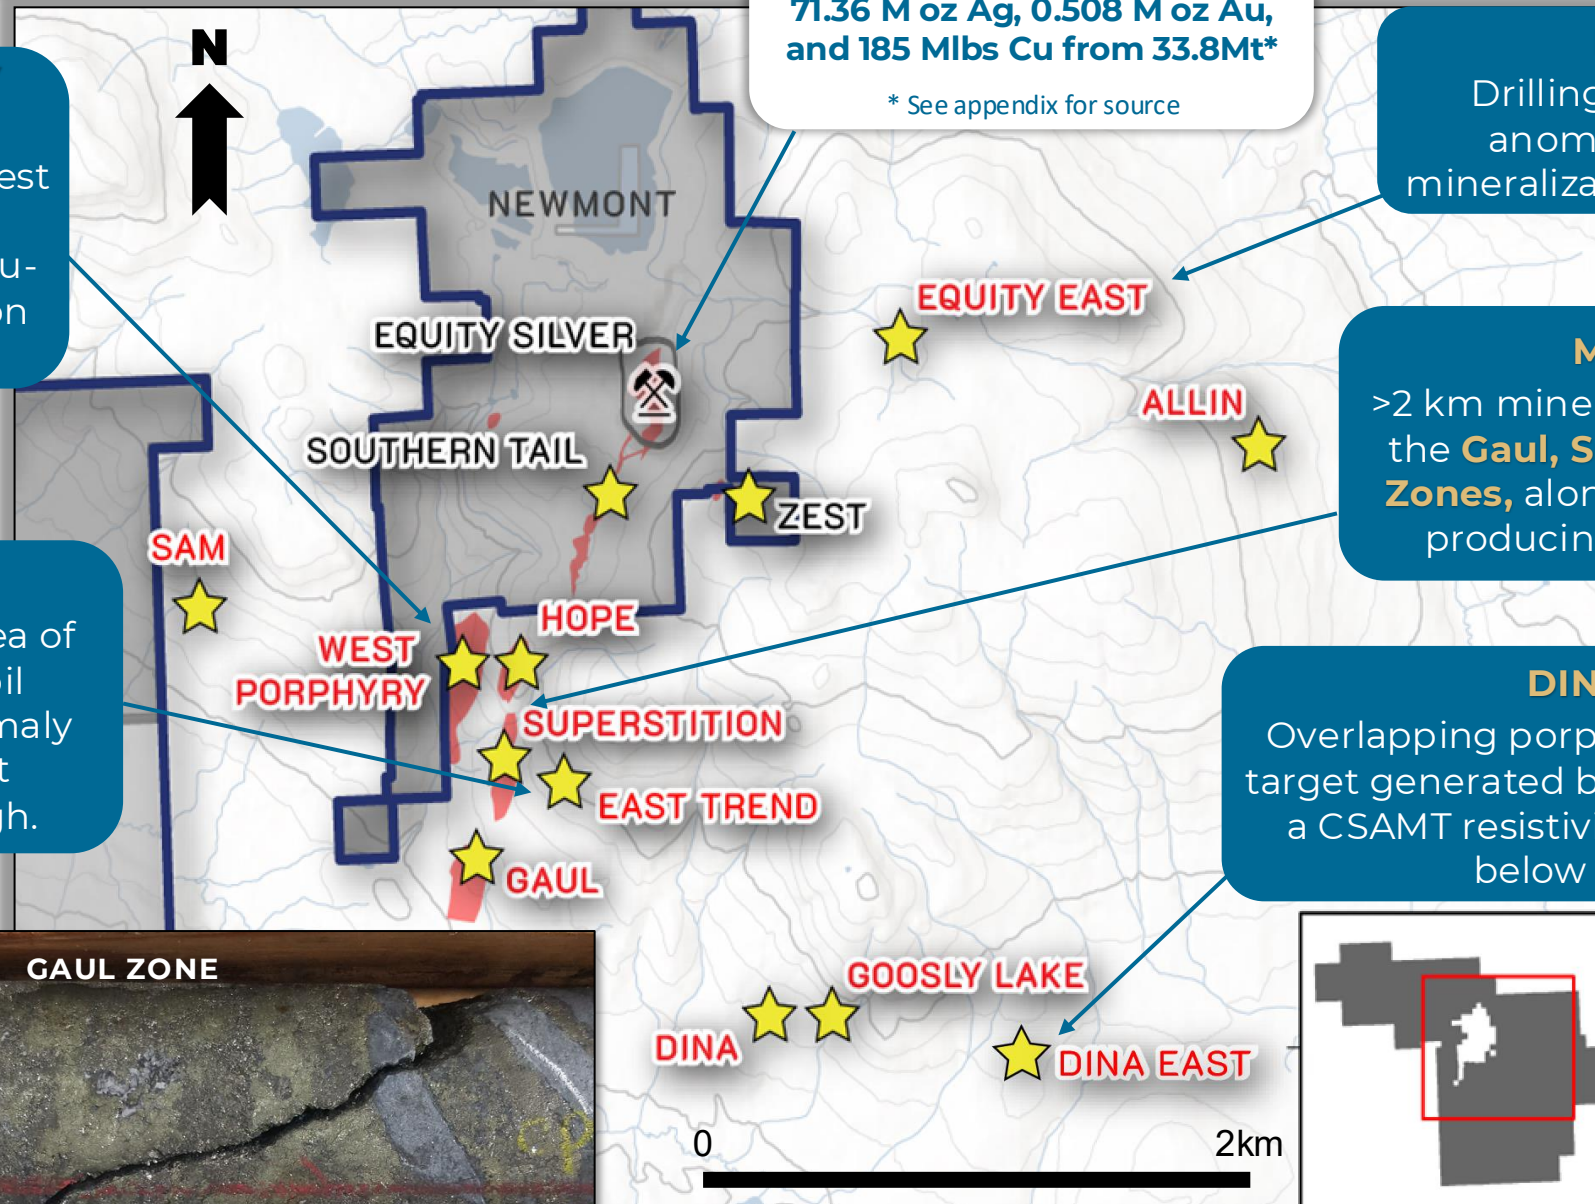 71.36 M oz Ag, 0.508 M oz Au,
and 185 Mlbs Cu from 33.8Mt*
* See appendix for source
N
est
u-
on
Drilling
anom
mineraliza
NEWMONT
EQUITY EAST
EQUITY SILVER
M
>2 km mine
the Gaul, S
Zones, alon
producin
ALLIN
SOUTHERN TAIL
ZEST
SAM
ea of
oil
maly
t
gh.
HOPE
WEST
PORPHYRY
SUPERSTITION
EAST TREND
GAUL
DIN
Overlapping porp
target generated b
a CSAMT resistiv
below
GAUL ZONE
GOOSLY LAKE
DINA
DINA EAST
cp
0 2km